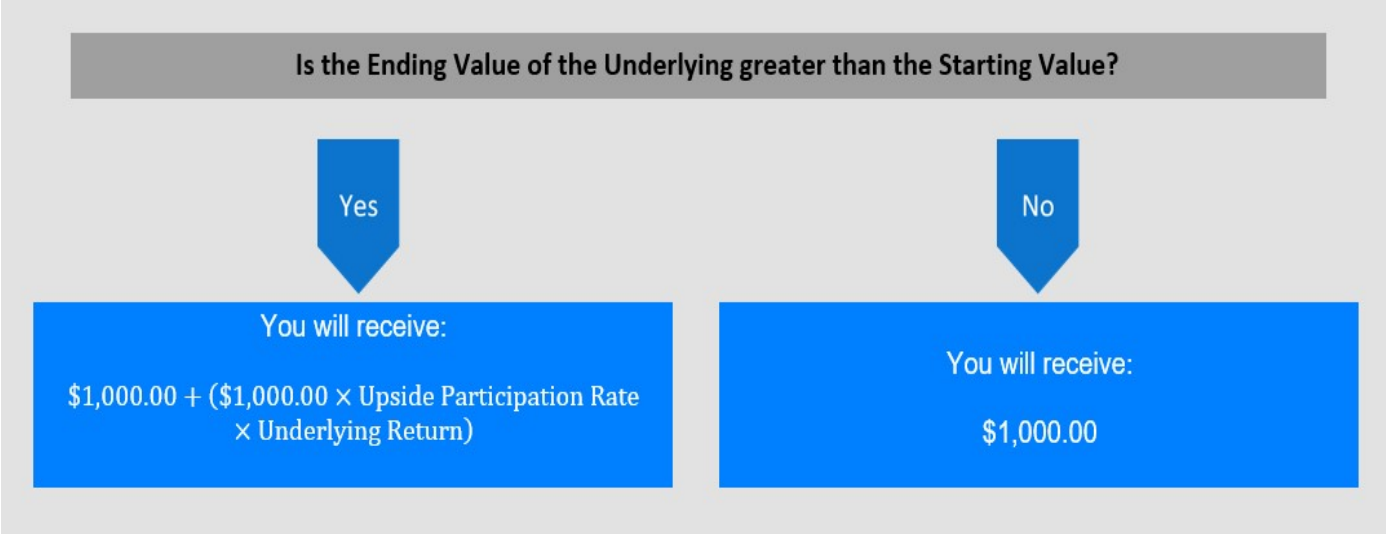 Is the Ending Value of the Underlying greater than the Starting Value?
Yes
No
You will receive:
$1,000.00 + ($1,000.00 × Upside Participation Rate
× Underlying Return)
You will receive:
$1,000.00